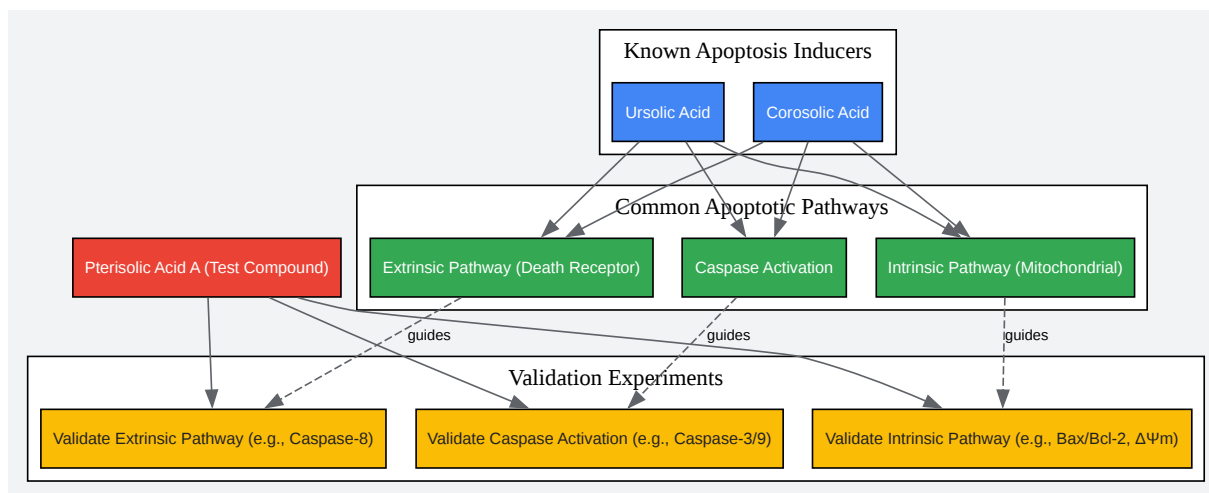 Known Apoptosis Inducers
Ursolic Acid
Corosolic Acid
Common Apoptotic Pathways
Pterisolic Acid A (Test Compound)
Extrinsic Pathway (Death Receptor)
Caspase Activation
Intrinsic Pathway (Mitochondrial)
guides
guides
guides
Validation Experiments
Validate Extrinsic Pathway (e.g., Caspase-8)
Validate Caspase Activation (e.g., Caspase-3/9)
Validate Intrinsic Pathway (e.g., Bax/Bcl-2, ΔΨm)